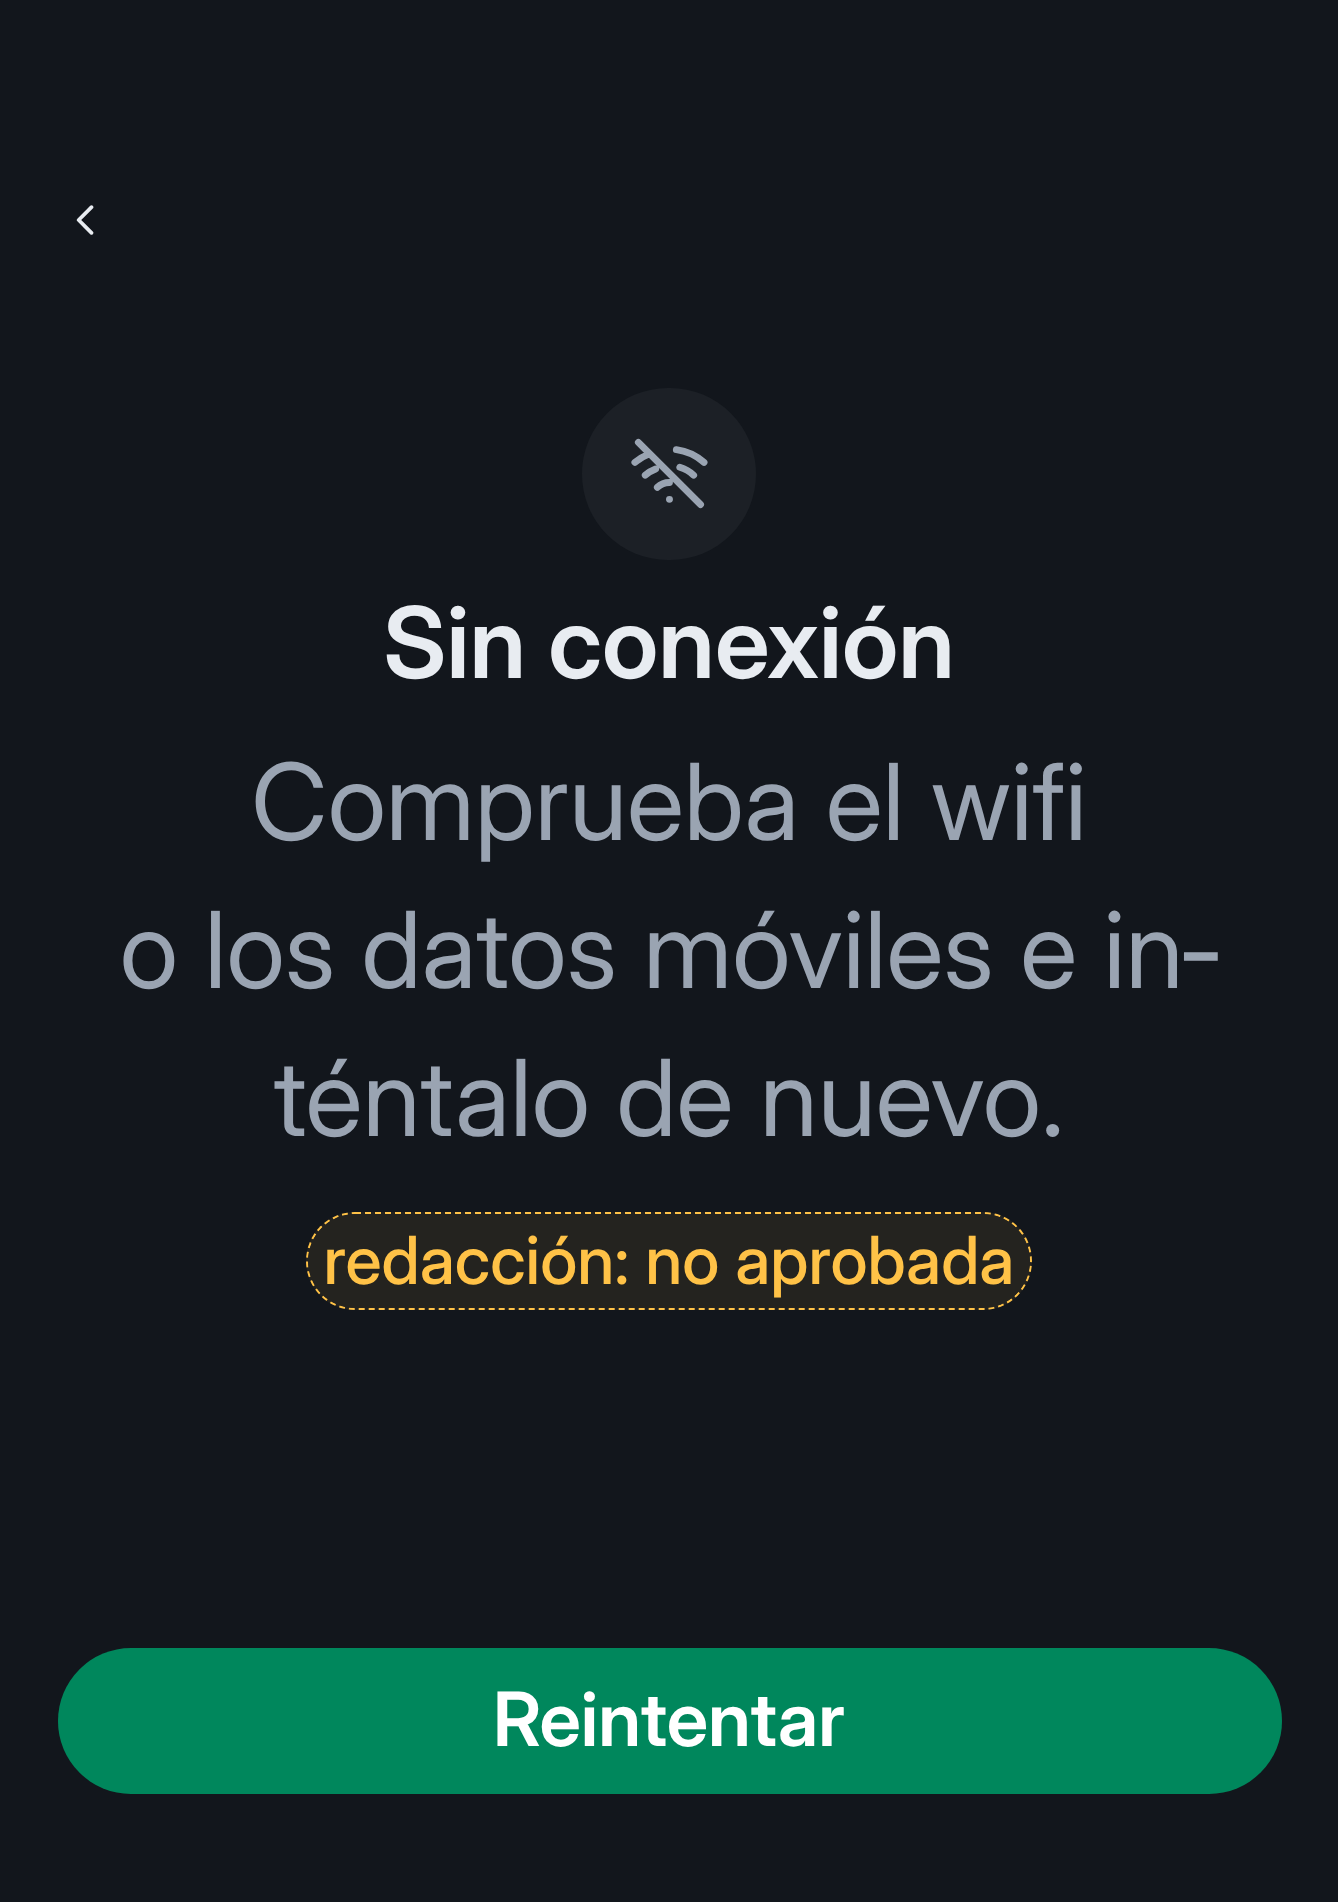 Sin conexión
Comprueba el wifi
o los datos móviles e in-
téntalo de nuevo.
redacción: no aprobada
Reintentar